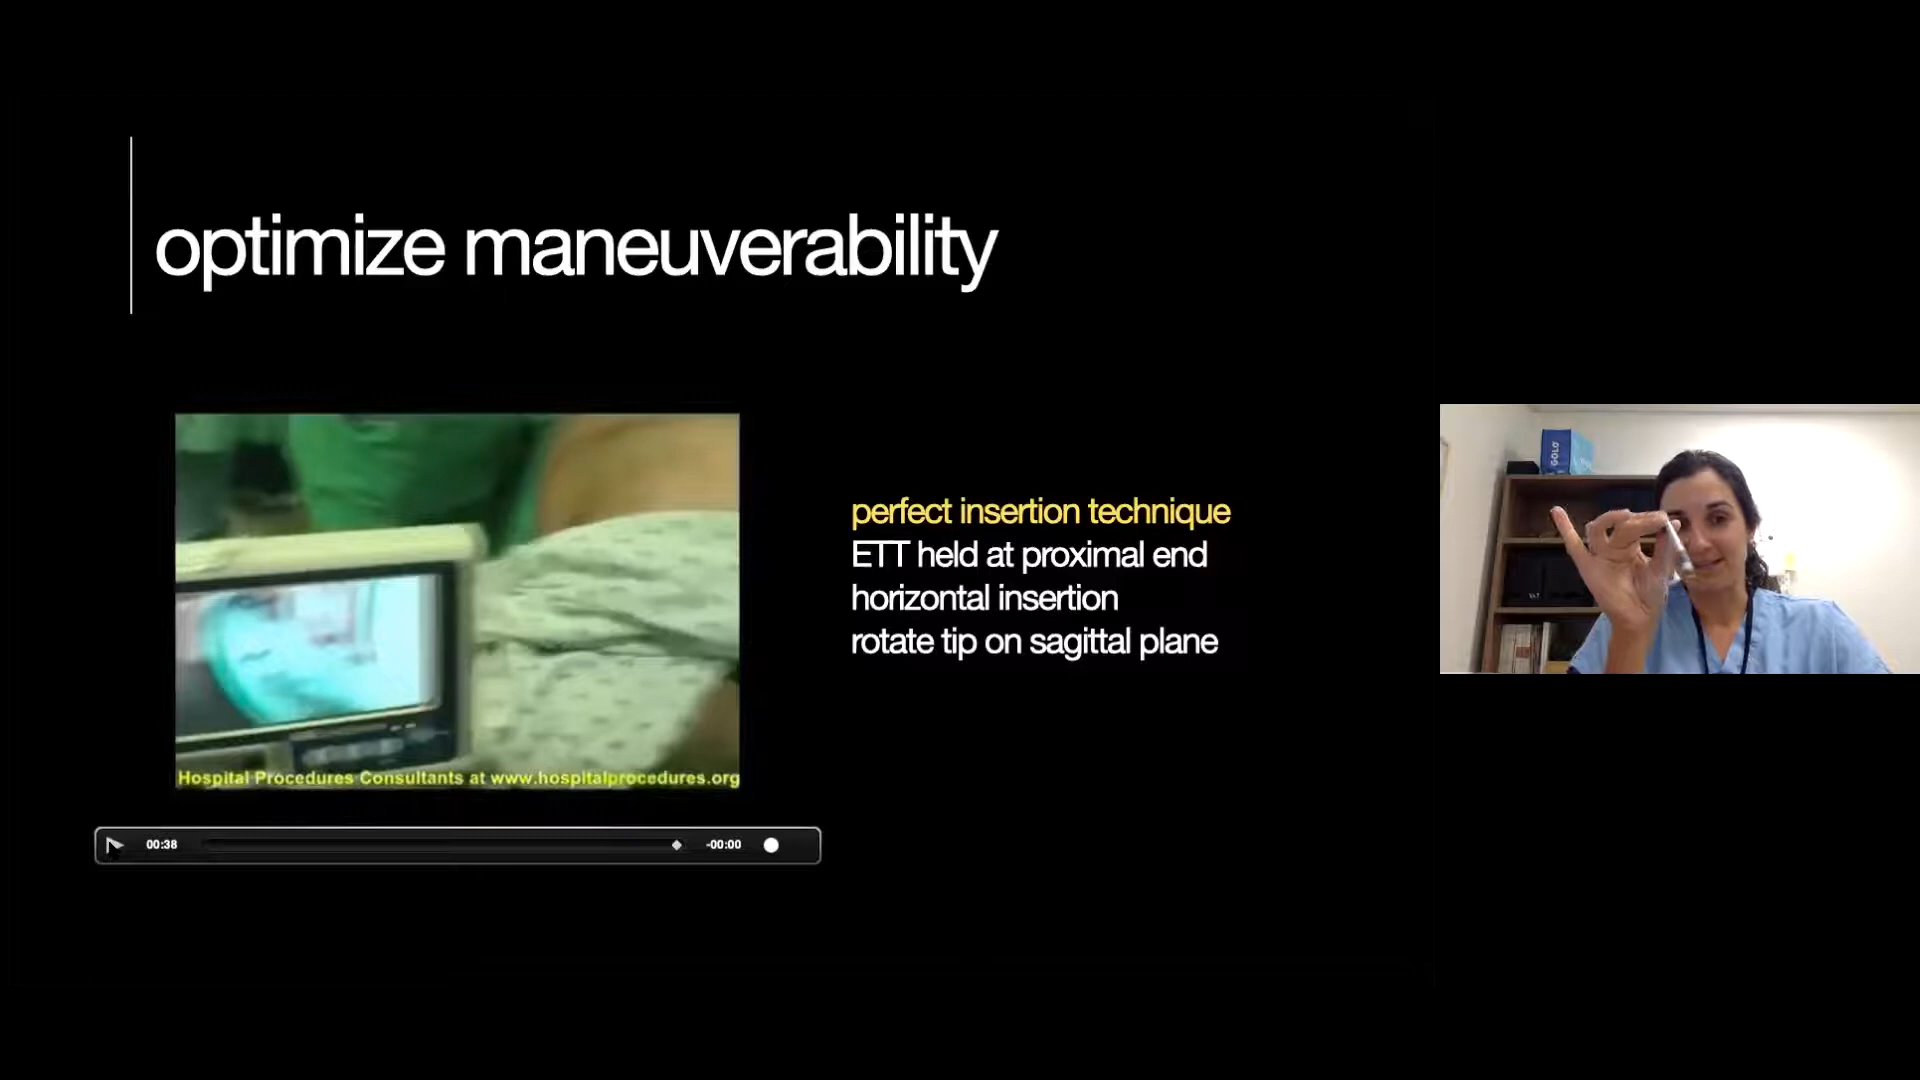 optimize maneuverability
perfect insertion technique
ETT held at proximal end
horizontal insertion
rotate tip on sagittal plane
Hospital Procedures Consultants at www.hospitalprocedures.org
00:38
-00:00
GOLO